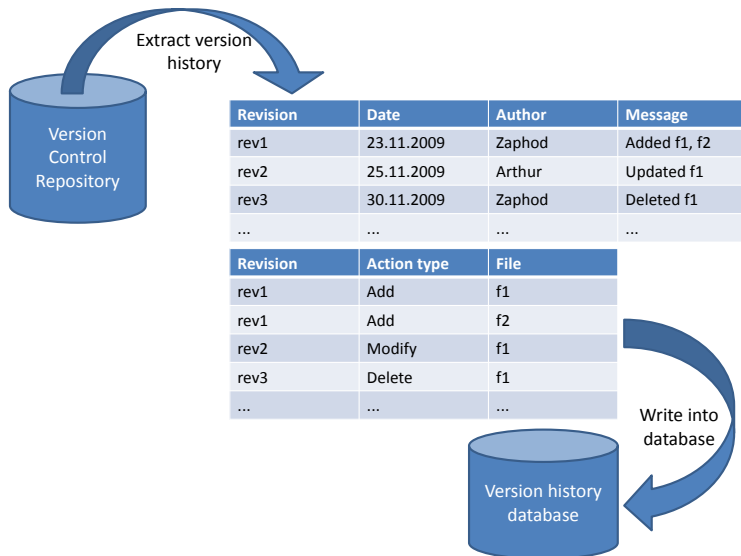 Extract version
history
Version
Control
Repository
Revision Date Author Message
rev1 23.11.2009 Zaphod Added f1, f2
rev2 25.11.2009 Arthur Updated f1
rev3 30.11.2009 Zaphod Deleted f1
... ... ... ...
Revision Action type File
rev1 Add f1
rev1 Add f2
rev2 Modify f1
rev3 Delete f1
... ... ...
Write into
database
Version history
database